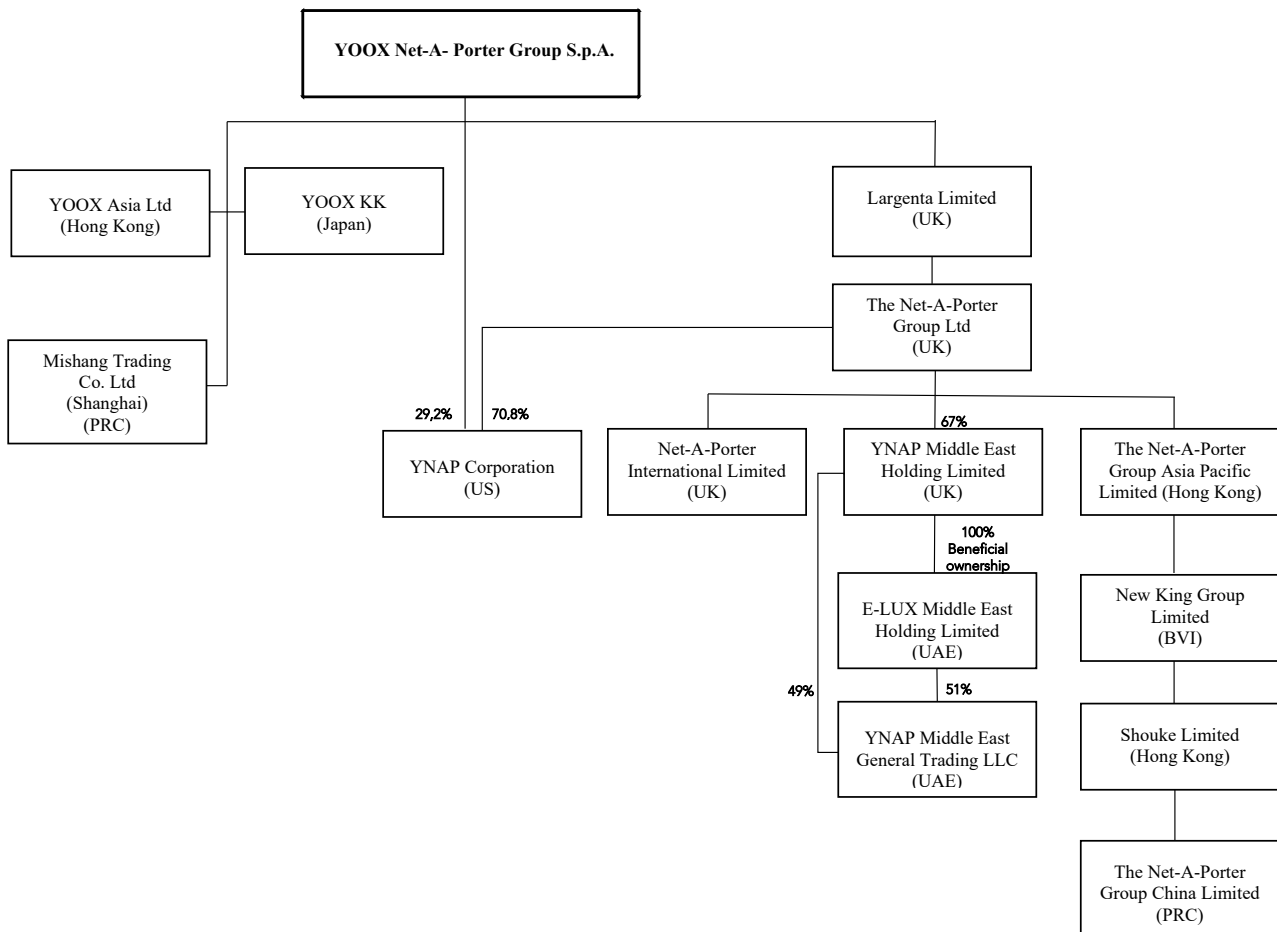 YOOX Net-A- Porter Group S.p.A.
YOOX Asia Ltd
(Hong Kong)
YOOX KK
(Japan)
Largenta Limited
(UK)
The Net-A-Porter
Group Ltd
(UK)
Mishang Trading
Co. Ltd
(Shanghai)
(PRC)
29,2%
70,8%
67%
YNAP Corporation
(US)
Net-A-Porter
International Limited
(UK)
YNAP Middle East
Holding Limited
(UK)
The Net-A-Porter
Group Asia Pacific
Limited (Hong Kong)
100%
Beneficial
ownership
E-LUX Middle East
Holding Limited
(UAE)
New King Group
Limited
(BVI)
49%
51%
YNAP Middle East
General Trading LLC
(UAE)
Shouke Limited
(Hong Kong)
The Net-A-Porter
Group China Limited
(PRC)